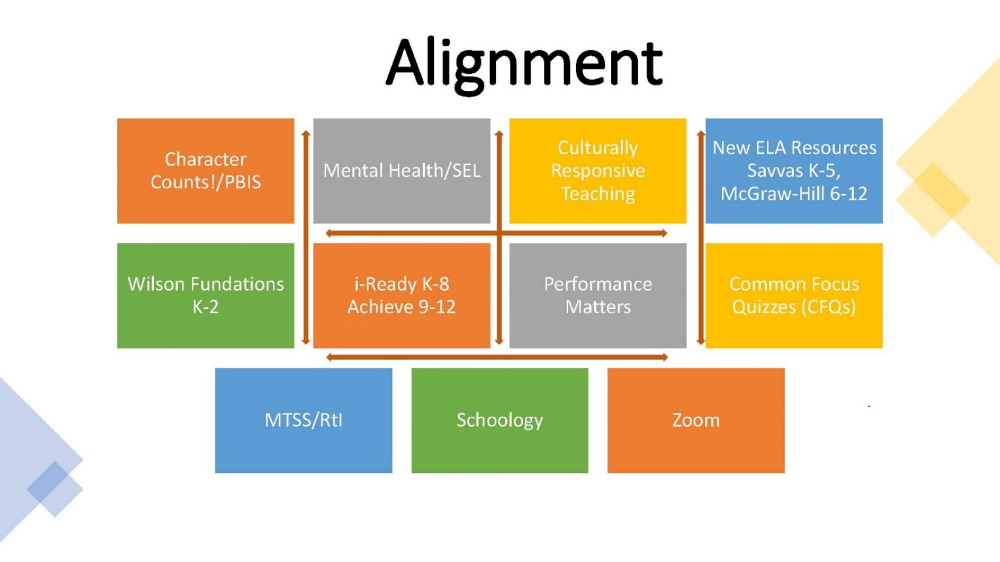 Alignment
Character
Counts!/PBIS
Mental Health/SEL
Culturally
Responsive
Teaching
New ELA Resources
Savvas K-5,
McGraw-Hill 6-12
Wilson Fundations
K-2
i-Ready K-8
Achieve 9-12
Performance
Matters
Common Focus
Quizzes (CFQs)
MTSS/RtI
Schoology
Zoom